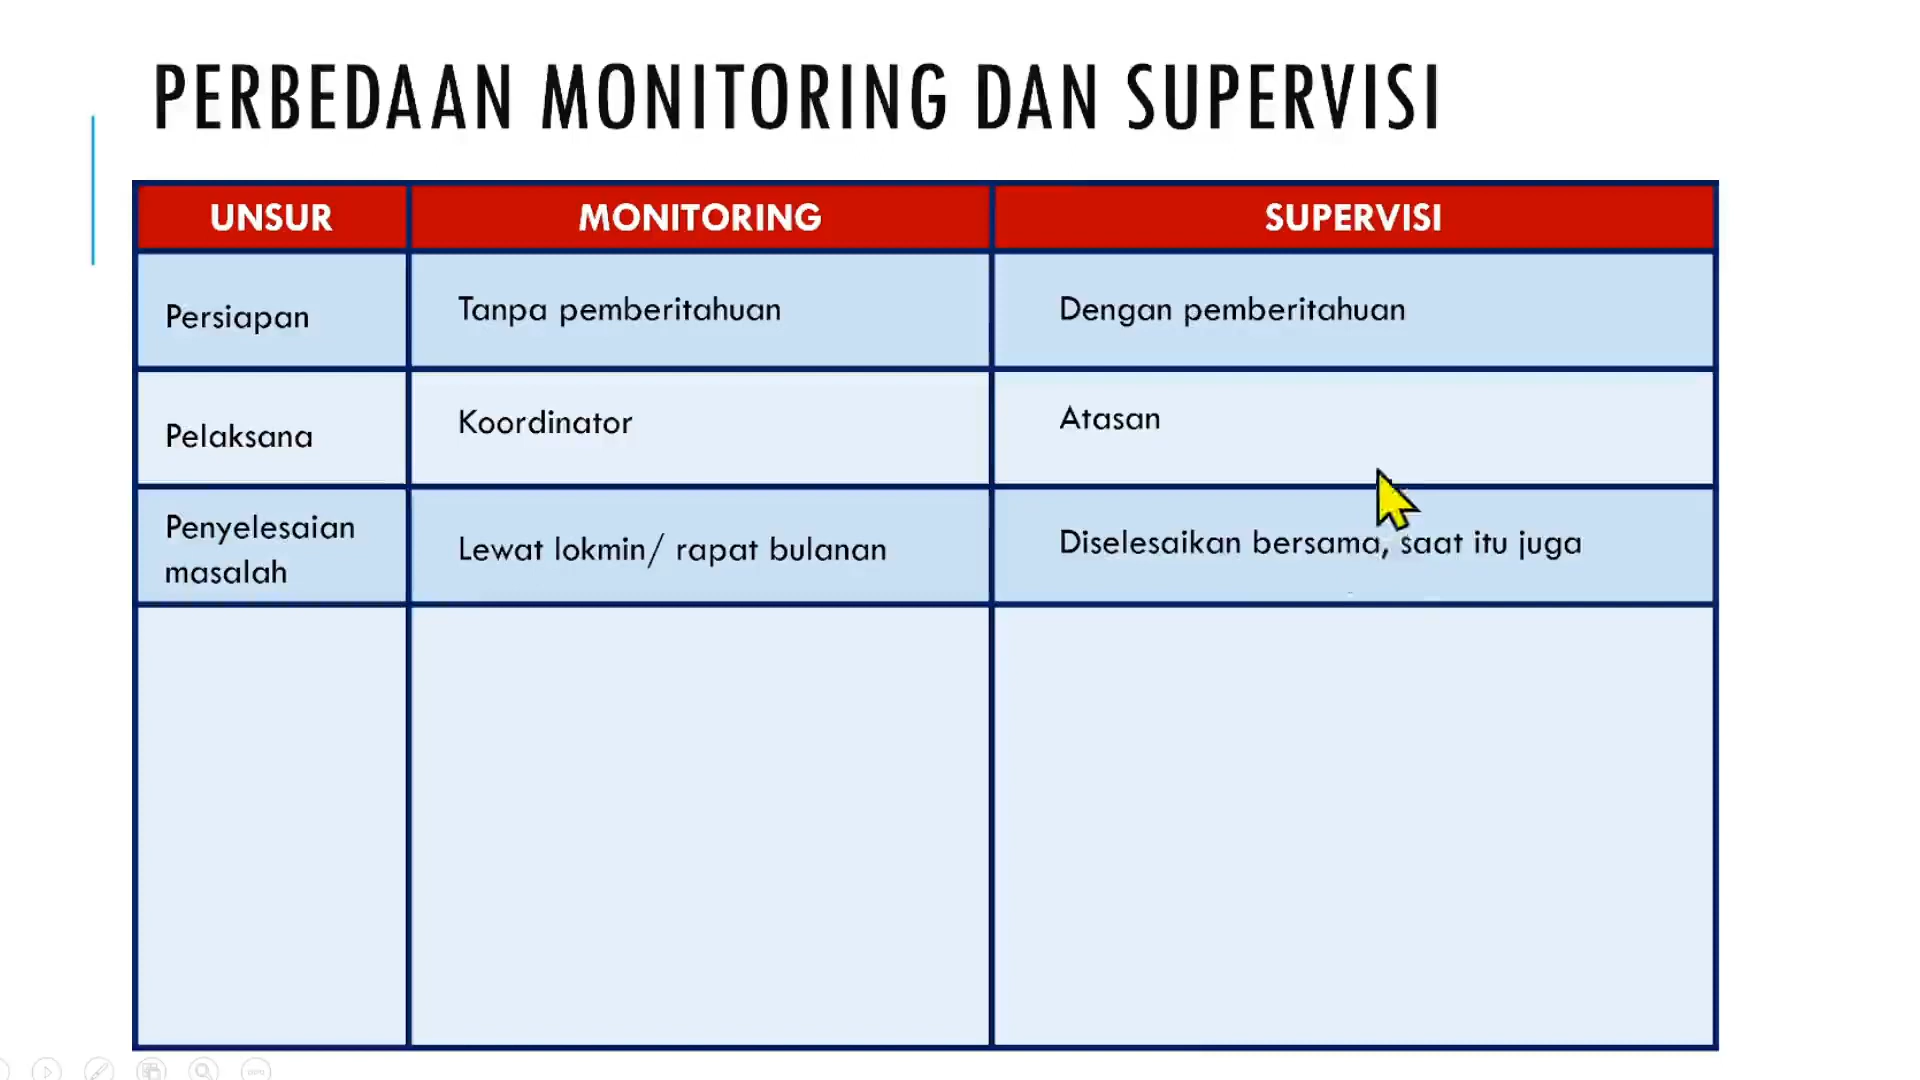 PERBEDAAN MONITORING DAN SUPERVISI
UNSUR MONITORING SUPERVISI
Persiapan Tanpa pemberitahuan Dengan pemberitahuan
Pelaksana Koordinator Atasan
Penyelesaian masalah Lewat lokmin/ rapat bulanan Diselesaikan bersama, saat itu juga